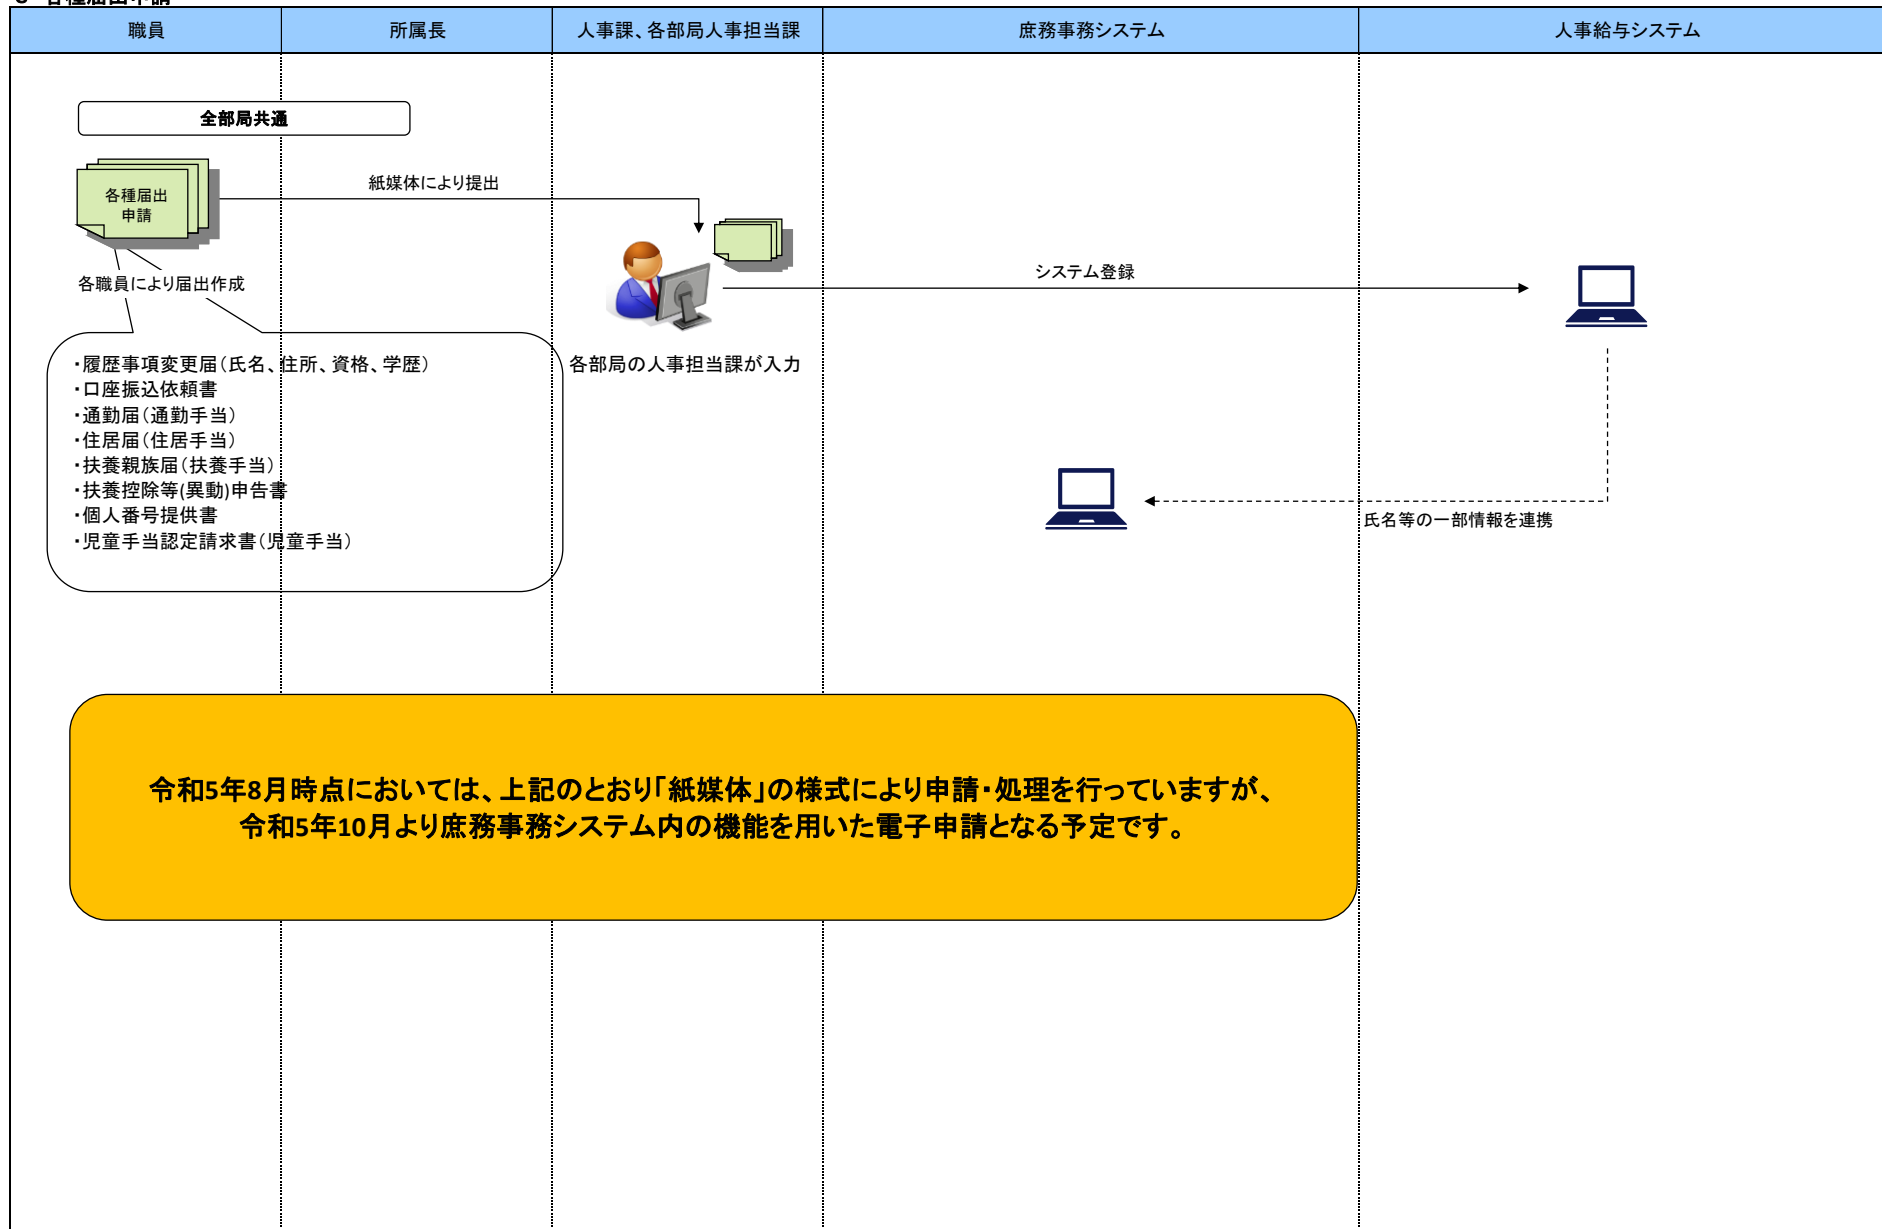 各種届出申請
職員
所属長
人事課、各部局人事担当課
庶務事務システム
人事給与システム
全部局共通
各種届出
申請
紙媒体により提出
各職員により届出作成
システム登録
・履歴事項変更届(氏名、住所、資格、学歴)
・口座振込依頼書
・通勤届(通勤手当)
・住居届(住居手当)
・扶養親族届(扶養手当)
・扶養控除等(異動)申告書
・個人番号提供書
・児童手当認定請求書(児童手当)
各部局の人事担当課が入力
氏名等の一部情報を連携
令和5年8月時点においては、上記のとおり「紙媒体」の様式により申請・処理を行っていますが、
令和5年10月より庶務事務システム内の機能を用いた電子申請となる予定です。